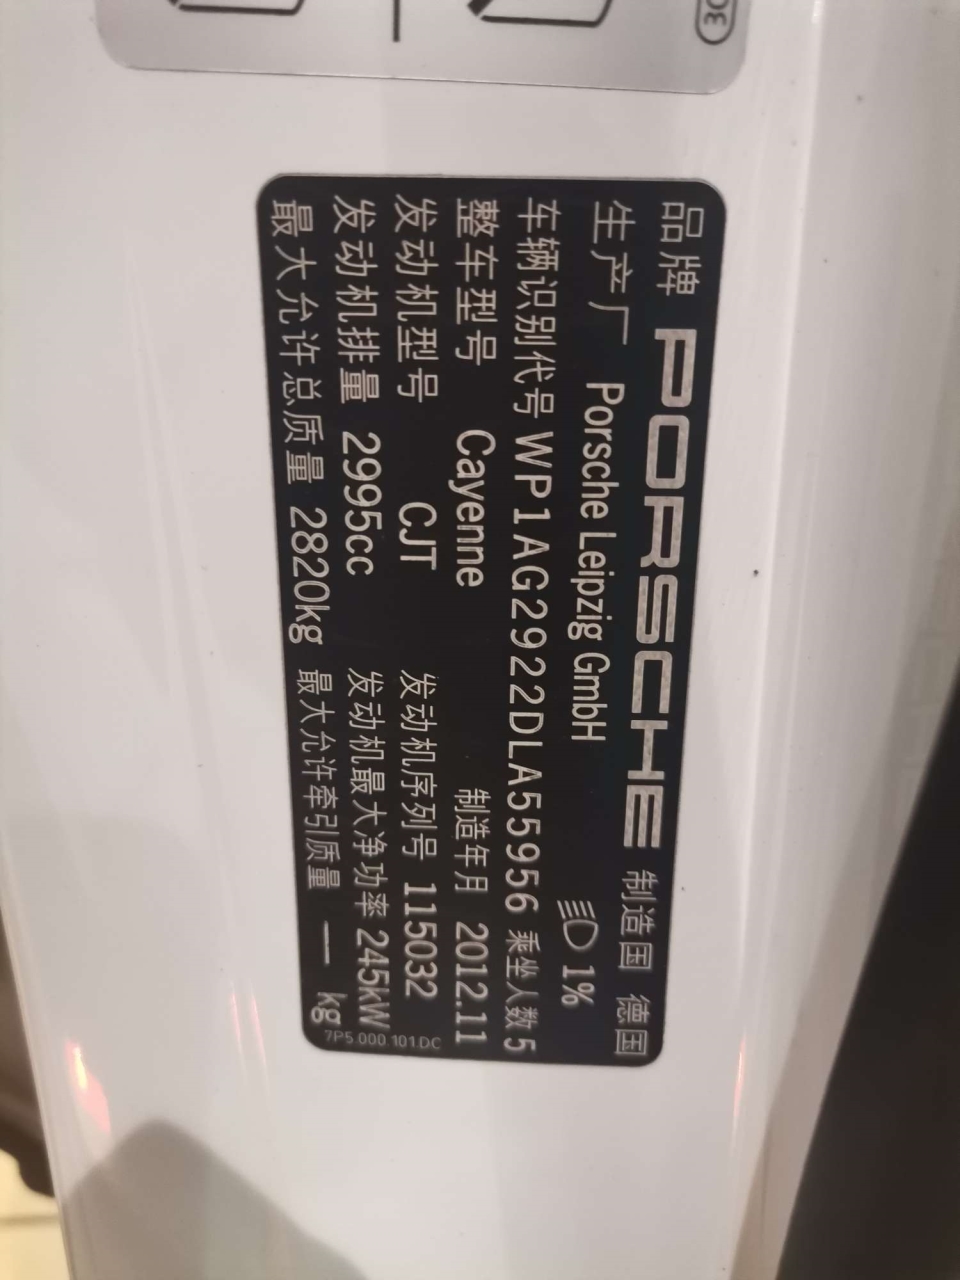 品牌 PORSCHE 制造国 德国
生产厂 Porsche Leipzig GmbH 1%
车辆识别代号 WP1AG2922DLA55956 乘坐人数 5
整车型号 Cayenne 制造年月 2012.11
发动机型号 CJT 发动机序列号 115032
发动机排量 2995cc 发动机最大净功率 245kW
最大允许总质量 2820kg 最大允许牵引质量 — kg
7P5.000.101.DC